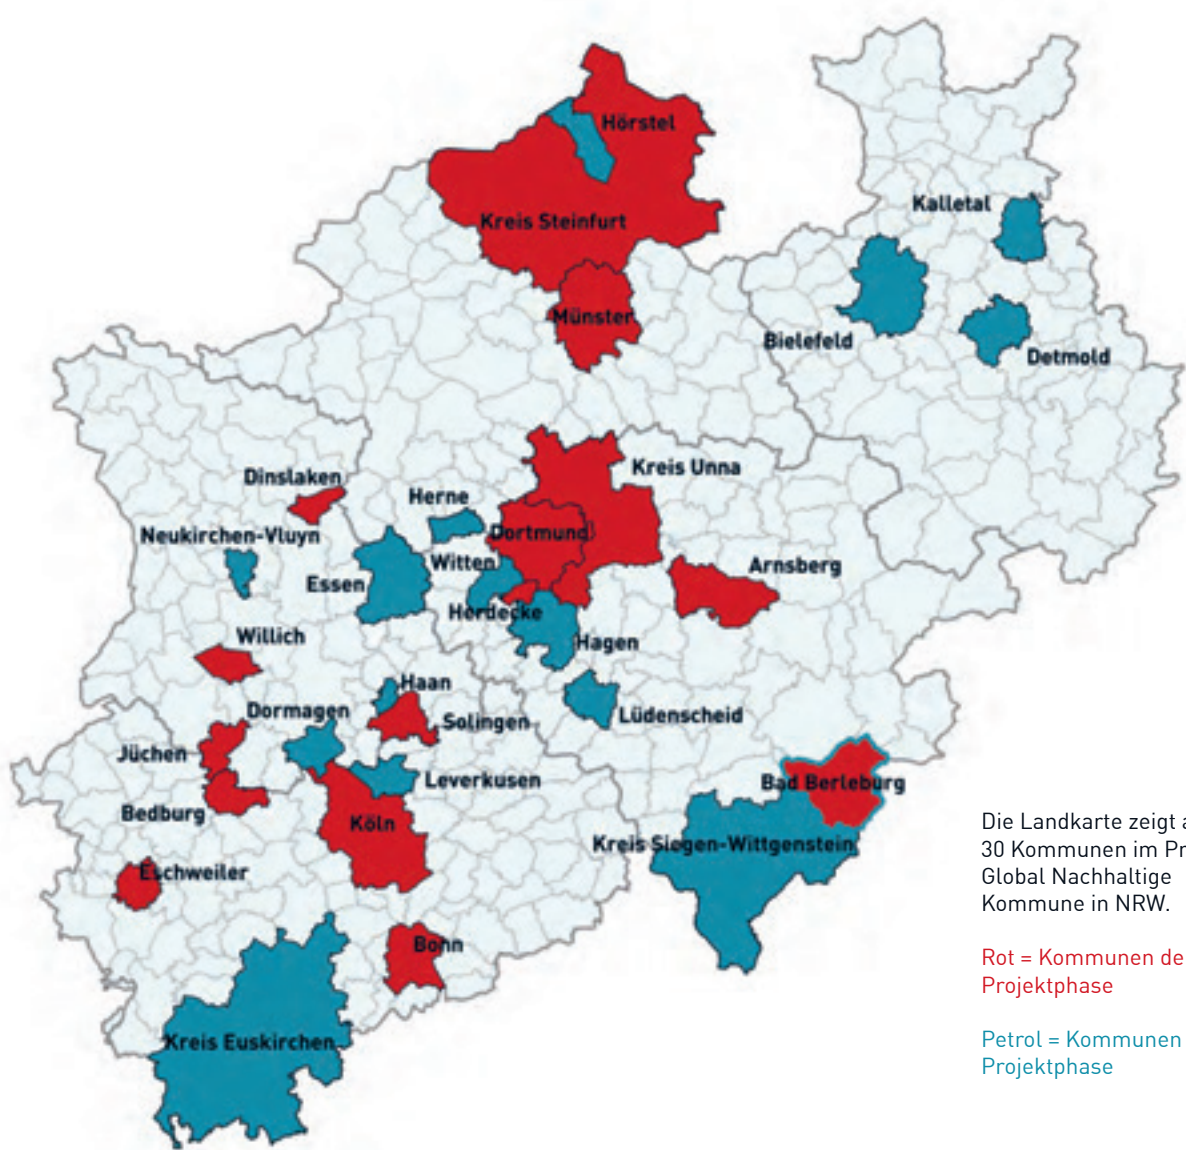 Hörstel
Kreis Steinfurt
Kalletal
Münster
Bielefeld
Detmold
Kreis Unna
Dinslaken
Herne
Neukirchen-Vluyn
Dortmund
Essen
Witten
Arnsberg
Herdecke
Hagen
Willich
Haan
Dormagen
Solingen
Lüdenscheid
Jüchen
Leverkusen
Bad Berleburg
Bedburg
Köln
Kreis Siegen-Wittgenstein
Eschweiler
Bonn
Kreis Euskirchen
Die Landkarte zeigt
30 Kommunen im
Global Nachhaltige
Kommune in NRW.
Rot = Kommunen
Projektphase
Petrol = Kommunen
Projektphase